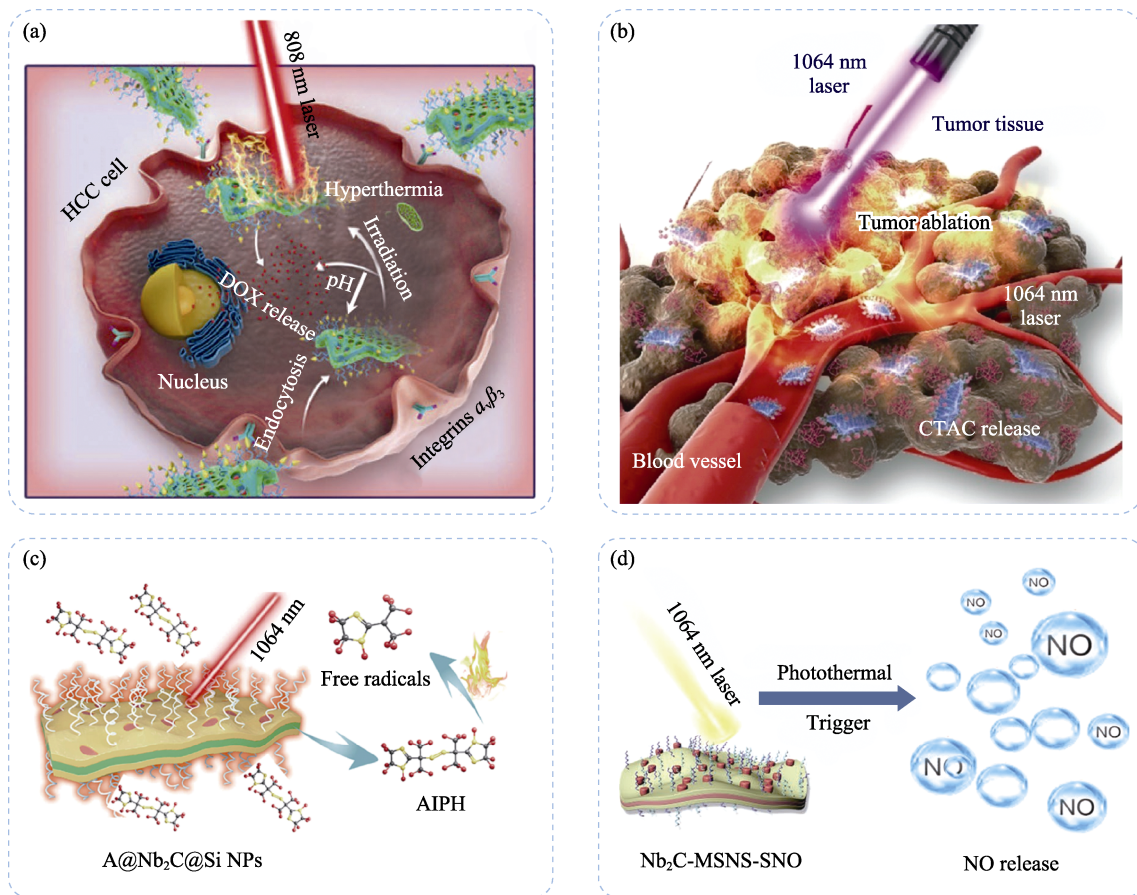 (a)
808 nm laser
HCC cell
Hyperthermia
Irradiation
pH
DOX release
Nucleus
Endocytosis
Integrins αᵥβ₃
(b)
1064 nm
laser
Tumor tissue
Tumor ablation
1064 nm
laser
CTAC release
Blood vessel
(c)
1064 nm
Free radicals
AIPH
A@Nb₂C@Si NPs
(d)
1064 nm laser
Photothermal
Trigger
NO
NO
NO
NO
NO
NO
NO
Nb₂C-MSNS-SNO
NO release